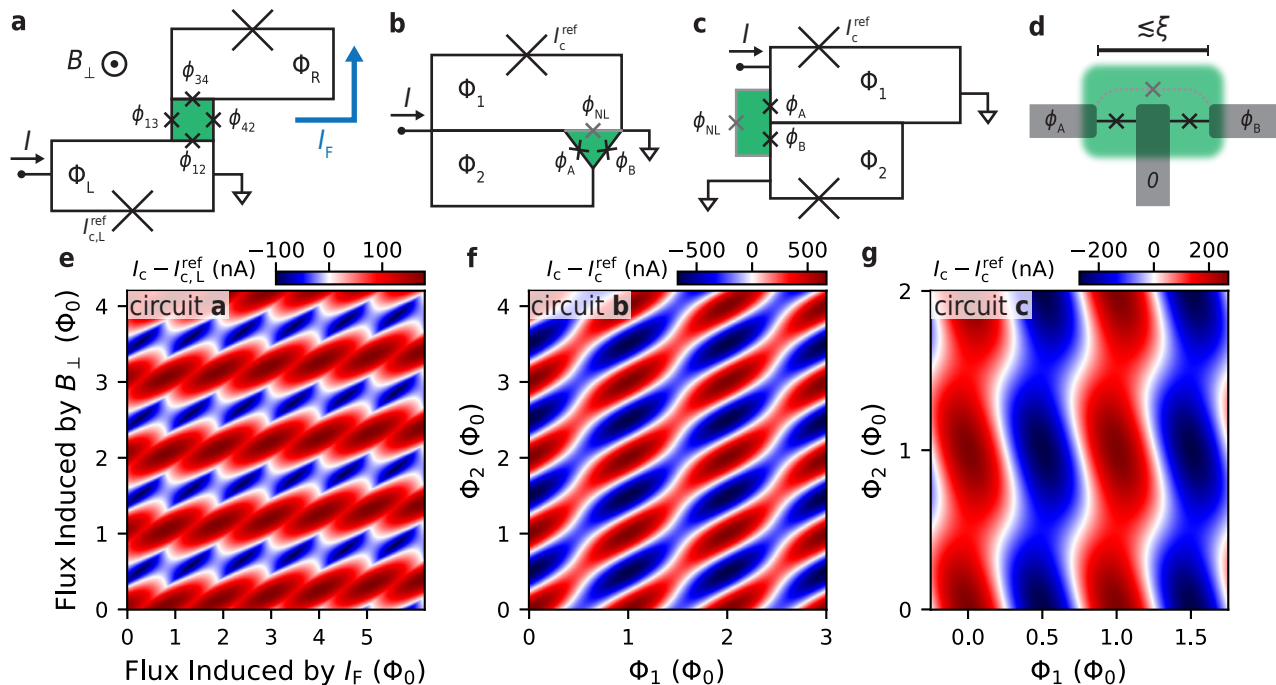 a
B⊥
ϕ34
ΦR
ϕ13
ϕ42
IF
I
ϕ12
ΦL
I c,L ref
b
I c ref
I
Φ1
ϕNL
Φ2
ϕA
ϕB
c
I c ref
I
Φ1
ϕA
ϕNL
ϕB
Φ2
d
≲ξ
ϕA
ϕB
0
e
−100 0 100
Ic − I c,L ref (nA)
circuit a
Flux Induced by B⊥ (Φ0)
4
3
2
1
0
0 1 2 3 4 5
Flux Induced by IF (Φ0)
f
−500 0 500
Ic − I c ref (nA)
circuit b
Φ2 (Φ0)
4
3
2
1
0
0 1 2 3
Φ1 (Φ0)
g
−200 0 200
Ic − I c ref (nA)
circuit c
Φ2 (Φ0)
2
1
0
0.0 0.5 1.0 1.5
Φ1 (Φ0)